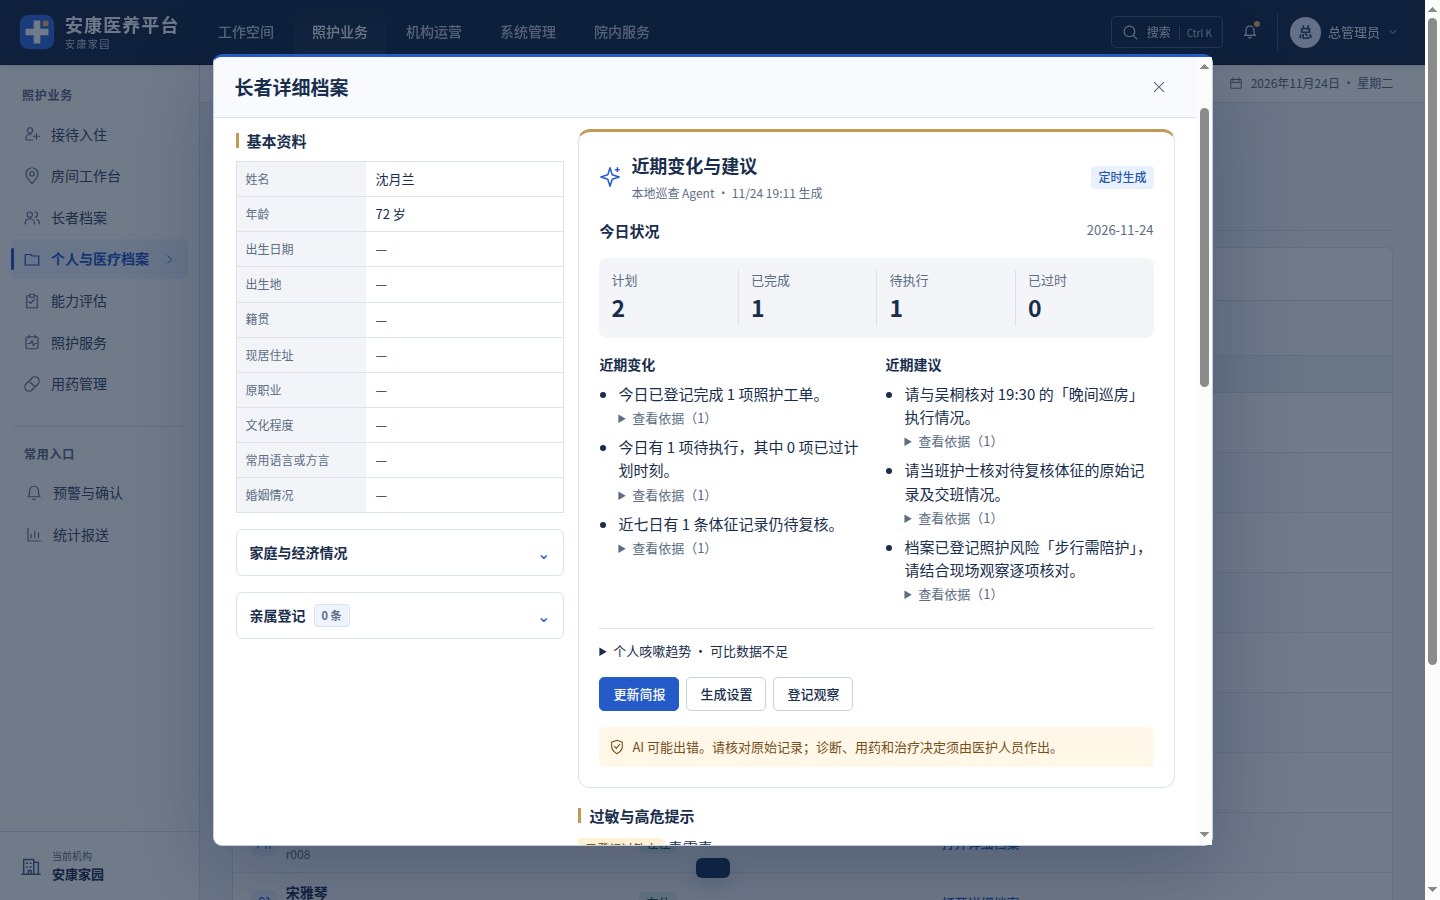 安康医养平台
安康家园
工作空间
照护业务
机构运营
系统管理
院内服务
搜索
Ctrl K
总
总管理员
照护业务
接待入住
房间工作台
长者档案
个人与医疗档案
能力评估
照护服务
用药管理
常用入口
预警与确认
统计报送
当前机构
安康家园
2026年11月24日 · 星期二
长者详细档案
基本资料
姓名 沈月兰
年龄 72 岁
出生日期 —
出生地 —
籍贯 —
现居住址 —
原职业 —
文化程度 —
常用语言或方言 —
婚姻情况 —
家庭与经济情况
亲属登记 0 条
近期变化与建议
本地巡查 Agent · 11/24 19:11 生成
定时生成
今日状况
2026-11-24
计划
2
已完成
1
待执行
1
已过时
0
近期变化
今日已登记完成 1 项照护工单。
查看依据（1）
今日有 1 项待执行，其中 0 项已过计
划时刻。
查看依据（1）
近七日有 1 条体征记录仍待复核。
查看依据（1）
近期建议
请与吴桐核对 19:30 的「晚间巡房」
执行情况。
查看依据（1）
请当班护士核对待复核体征的原始记
录及交班情况。
查看依据（1）
档案已登记照护风险「步行需陪护」，
请结合现场观察逐项核对。
查看依据（1）
个人咳嗽趋势 · 可比数据不足
更新简报
生成设置
登记观察
AI 可能出错。请核对原始记录；诊断、用药和治疗决定须由医护人员作出。
过敏与高危提示
r008
宋雅琴